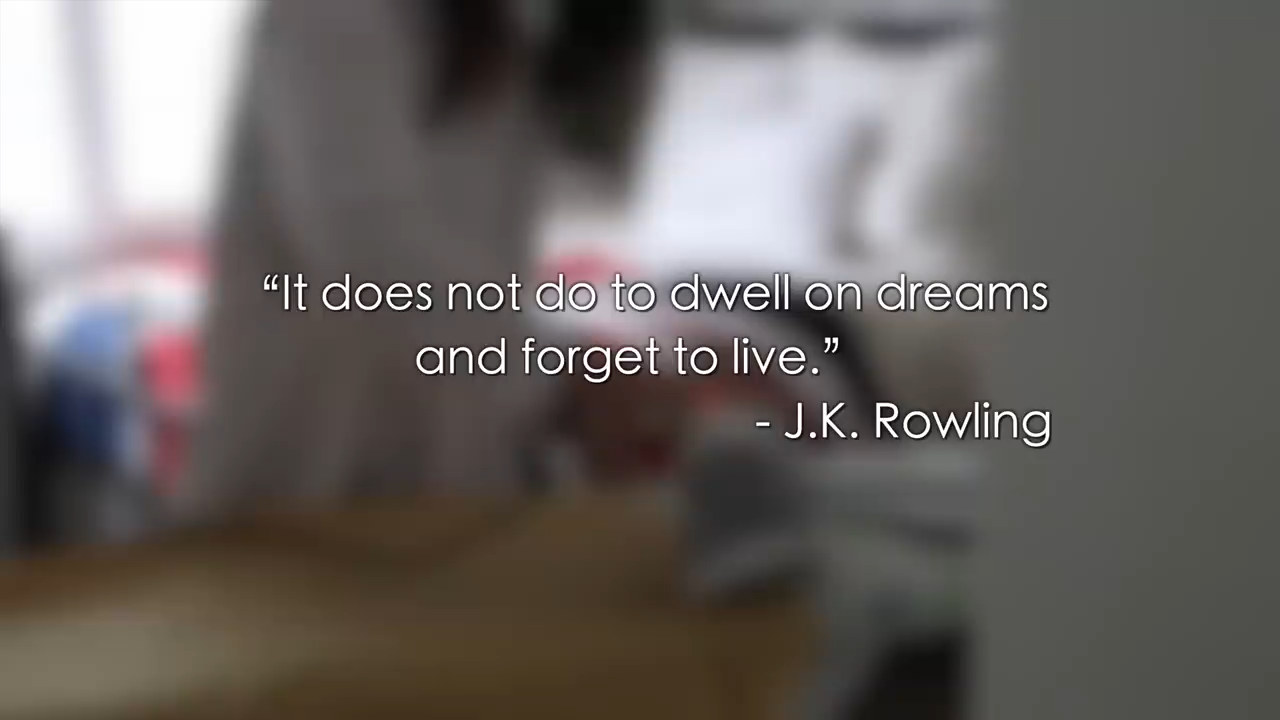 “It does not do to dwell on dreams
and forget to live.”
- J.K. Rowling